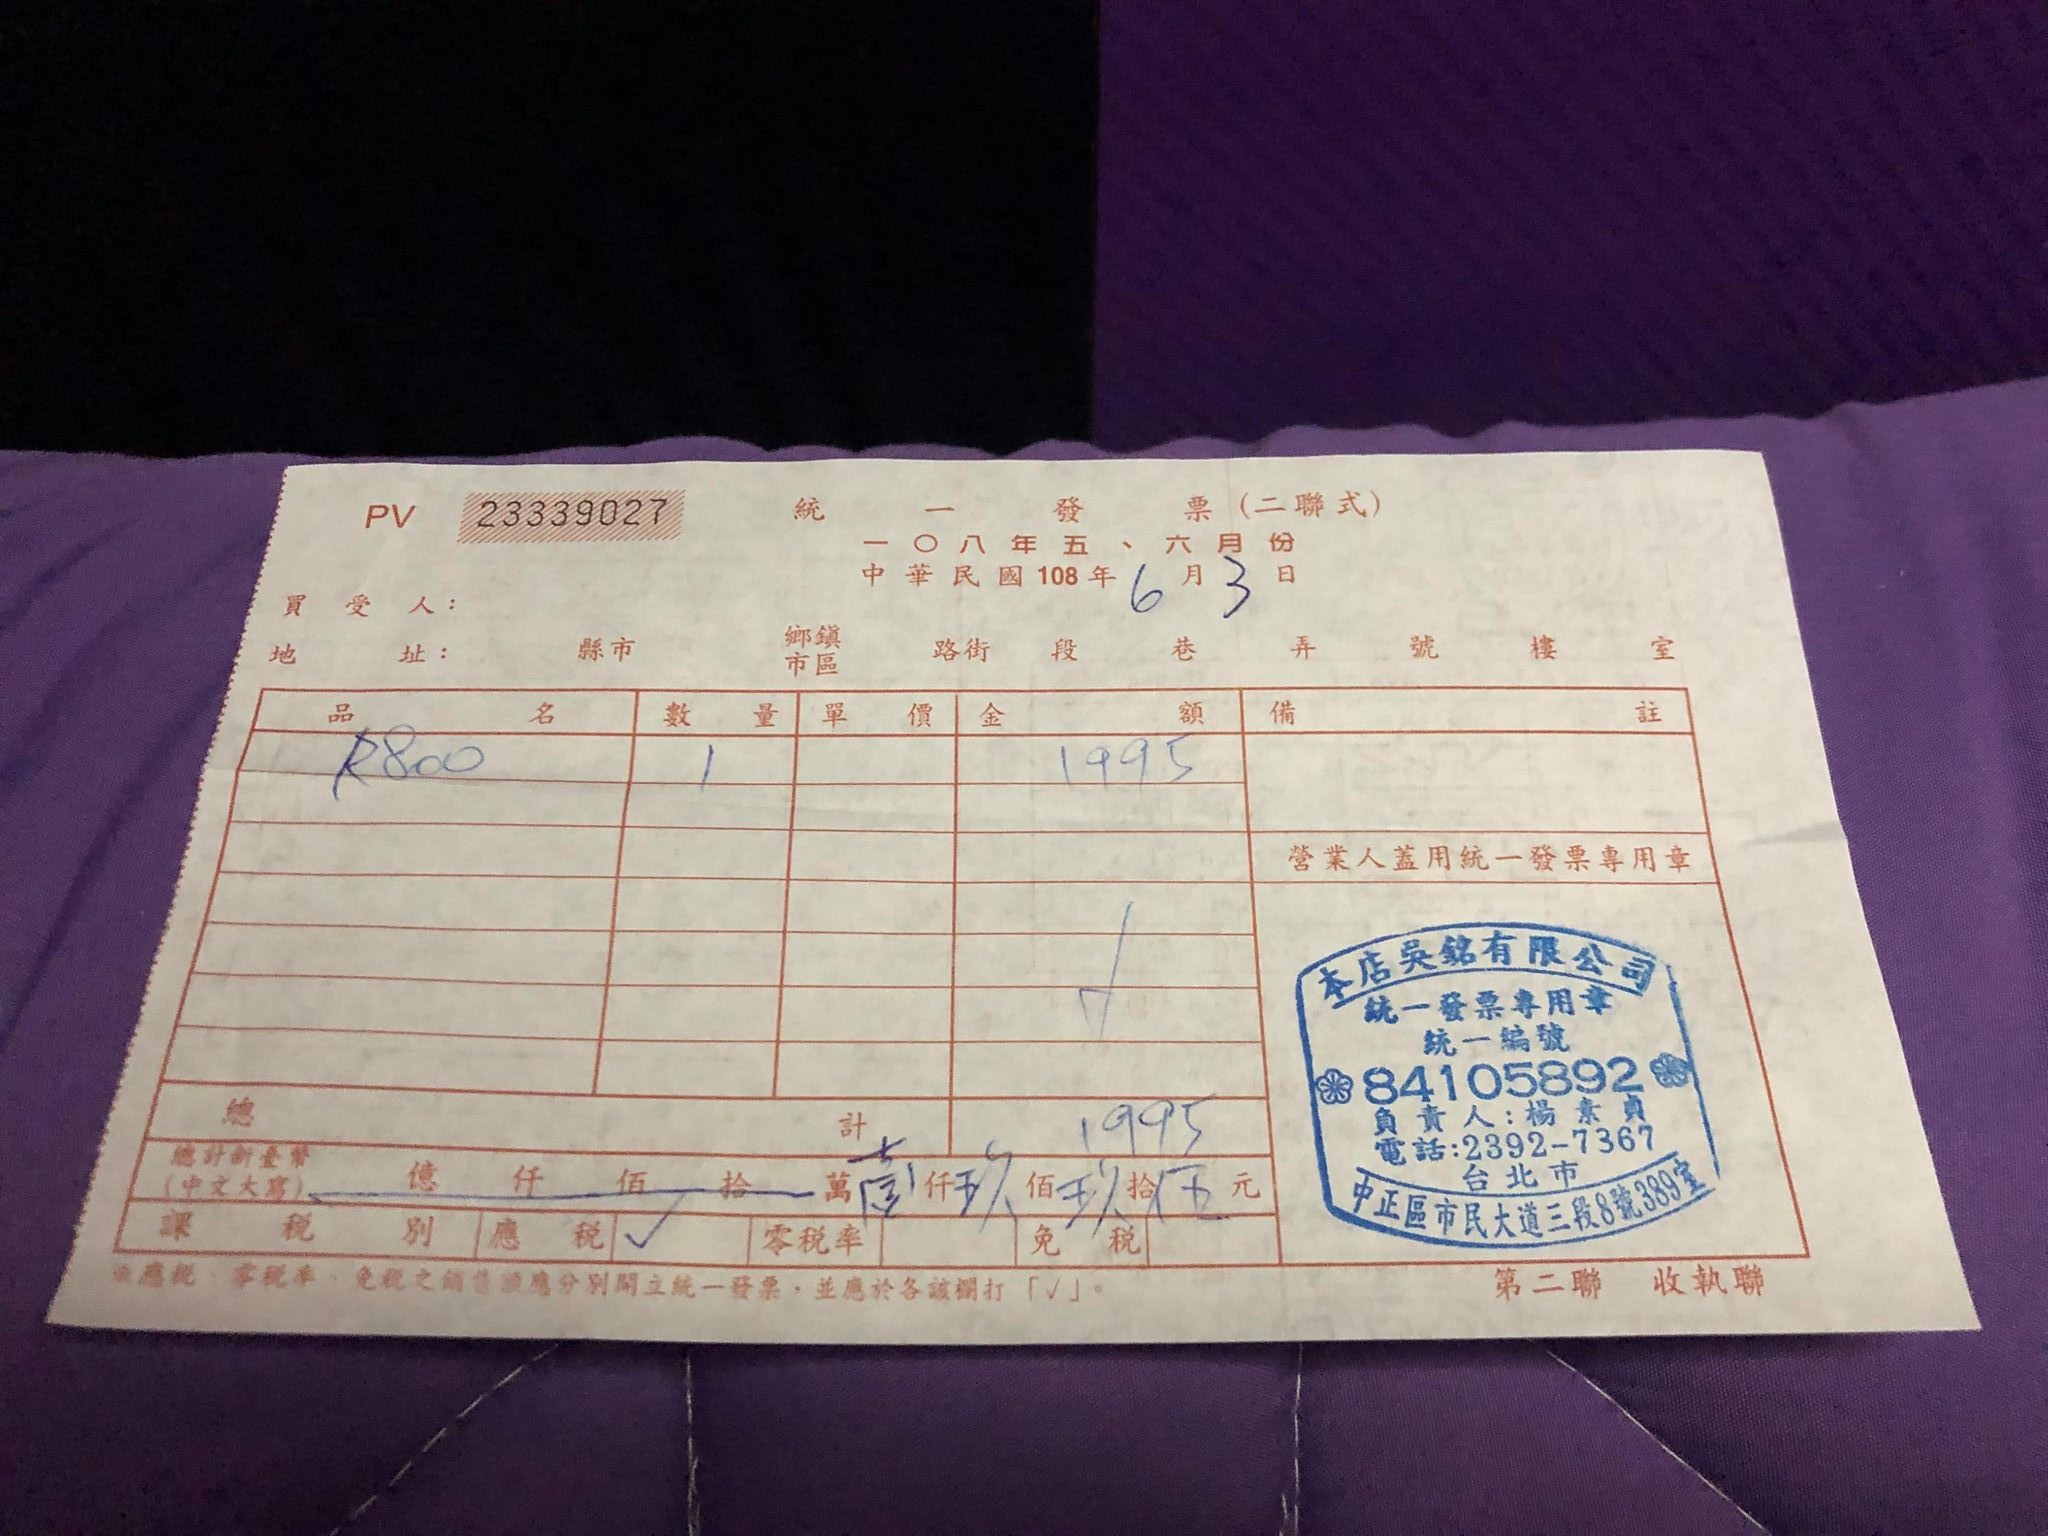 PV 23339027 統一發票(二聯式)
一〇八年五、六月份
中華民國108年6月3日
買受人:
地址: 縣市 鄉鎮市區 路街 段 巷 弄 號 樓 室
品名 數量 單價 金額 備註
R800 1 1995
營業人蓋用統一發票專用章
本店吳銘有限公司
統一發票專用章
統一編號
84105892
負責人:楊素貞
電話:2392-7367
台北市
中正區市民大道三段8號389室
總計 1995
總計新臺幣(中文大寫) 億仟佰拾萬壹仟玖佰玖拾伍元
課稅別 應稅 ✓ 零稅率 免稅
※應稅、零稅率、免稅之銷售額應分別開立統一發票,並應於各該欄打「✓」。
第二聯 收執聯